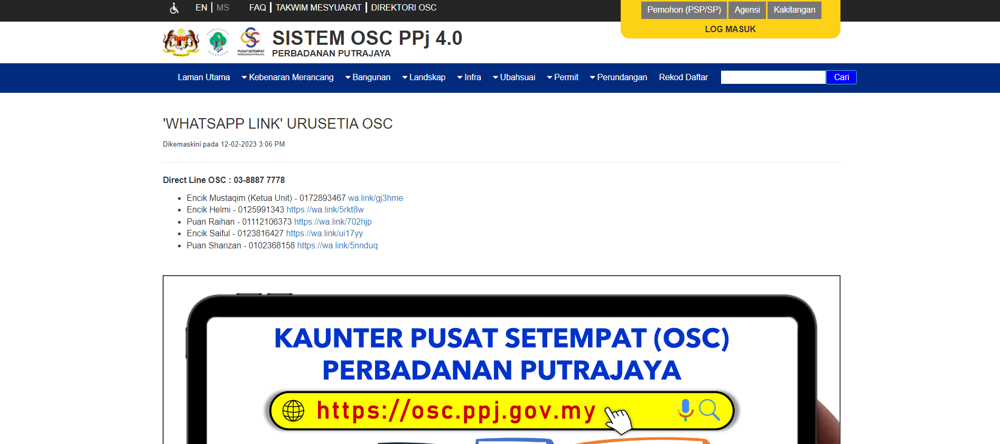 EN MS FAQ TAKWIM MESYUARAT DIREKTORI OSC
Pemohon (PSP/SP) Agensi Kakitangan
LOG MASUK
PUSAT SETEMPAT
PERBADANAN PUTRAJAYA
SISTEM OSC PPj 4.0
PERBADANAN PUTRAJAYA
Laman Utama Kebenaran Merancang Bangunan Landskap Infra Ubahsuai Permit Perundangan Rekod Daftar Cari
'WHATSAPP LINK' URUSETIA OSC
Dikemaskini pada 12-02-2023 3:06 PM
Direct Line OSC : 03-8887 7778
Encik Mustaqim (Ketua Unit) - 0172893467 wa.link/gj3hme
Encik Helmi - 0125991343 https://wa.link/5rkt8w
Puan Raihan - 01112106373 https://wa.link/702hjp
Encik Saiful - 0123816427 https://wa.link/ui17yy
Puan Sharizan - 0102368158 https://wa.link/5nnduq
KAUNTER PUSAT SETEMPAT (OSC)
PERBADANAN PUTRAJAYA
https://osc.ppj.gov.my